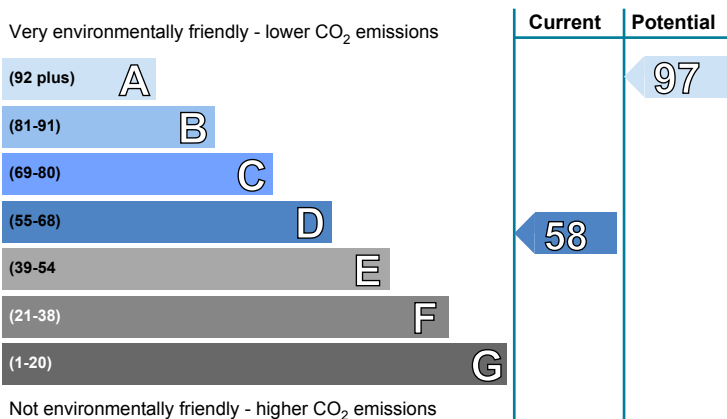 Very environmentally friendly - lower CO2 emissions
Current
Potential
(92 plus) A
97
(81-91) B
(69-80) C
(55-68) D
58
(39-54 E
(21-38) F
(1-20) G
Not environmentally friendly - higher CO2 emissions